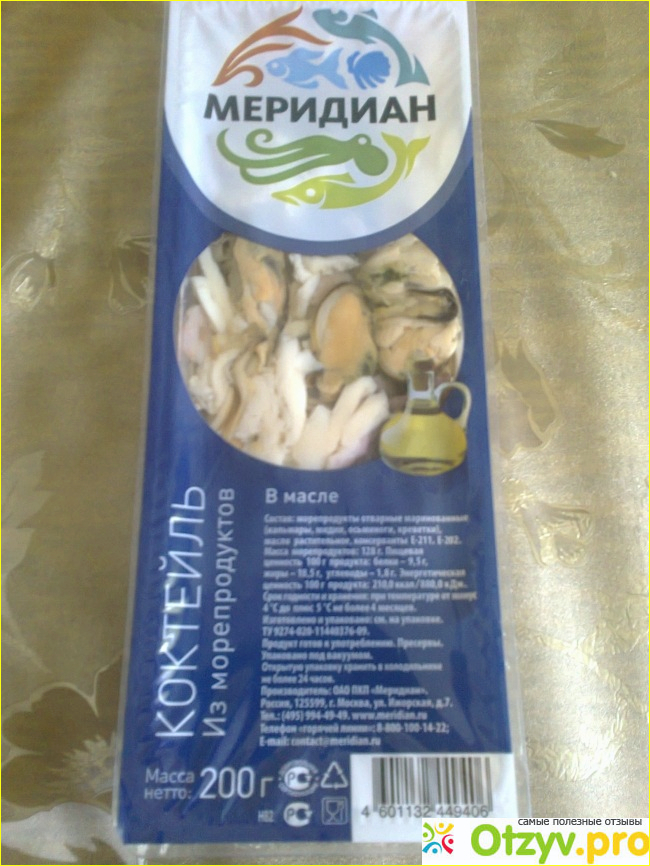 МЕРИДИАН
КОКТЕЙЛЬ
Из морепродуктов
В масле
Состав: морепродукты отварные маринованные
(кальмары, мидии, осьминоги, креветки),
масло растительное, консерванты Е-211, Е-202.
Масса морепродуктов: 128 г. Пищевая
ценность 100 г продукта: белка – 9,5 г,
жиры – 18,5 г, углеводы – 1,0 г. Энергетическая
ценность 100 г продукта: 210,0 ккал/880,0 кДж.
Срок годности и хранение: при температуре от минус
4 °С до плюс 5 °С не более 4 месяцев.
Изготовлено и упаковано: см. на упаковке.
ТУ 9274-020-11440376-09.
Продукт готов к употреблению. Пресервы.
Упаковано под вакуумом.
Открытую упаковку хранить в холодильнике
не более 24 часов.
Производитель: ОАО ПКП «Меридиан»,
Россия, 125599, г. Москва, ул. Ижорская, д.7.
Тел.: (495) 994-49-49. www.meridian.ru
Телефон «горячей линии»: 8-800-100-14-22;
E-mail: contact@meridian.ru
Масса
нетто: 200 г
НВ2
4 601132 449406
самые полезные отзывы
Otzyv.pro